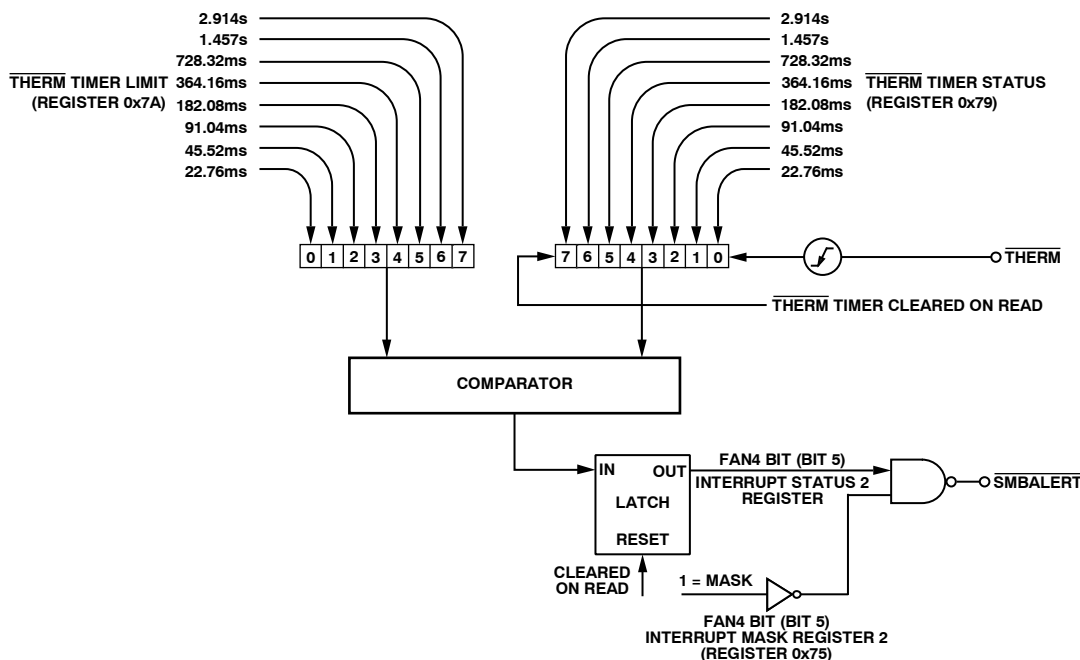 2.914s
1.457s
728.32ms
364.16ms
182.08ms
91.04ms
45.52ms
22.76ms
THERM TIMER LIMIT
(REGISTER 0x7A)
2.914s
1.457s
728.32ms
364.16ms
182.08ms
91.04ms
45.52ms
22.76ms
THERM TIMER STATUS
(REGISTER 0x79)
0 1 2 3 4 5 6 7
7 6 5 4 3 2 1 0
THERM
THERM TIMER CLEARED ON READ
COMPARATOR
IN OUT
LATCH
RESET
FAN4 BIT (BIT 5)
INTERRUPT STATUS 2
REGISTER
SMBALERT
CLEARED
ON READ
1 = MASK
FAN4 BIT (BIT 5)
INTERRUPT MASK REGISTER 2
(REGISTER 0x75)